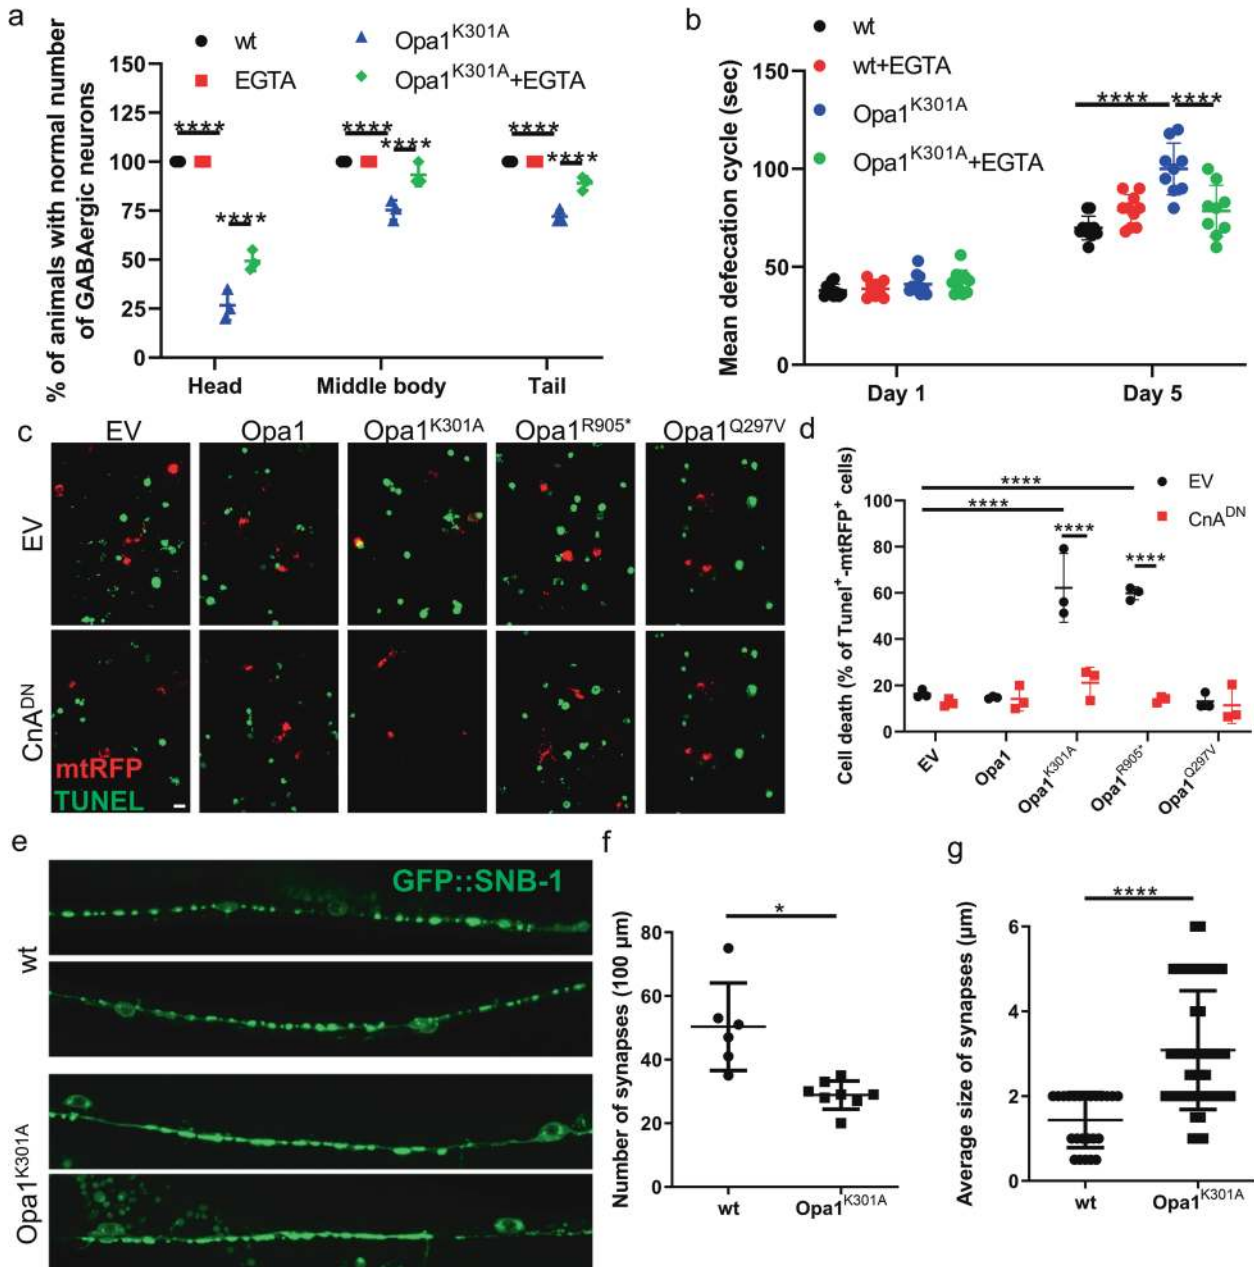 a
wt
EGTA
Opa1K301A
Opa1K301A+EGTA
% of animals with normal number
of GABAergic neurons
150
125
100
75
50
25
0
****
****
****
****
****
****
Head
Middle body
Tail
b
wt
wt+EGTA
Opa1K301A
Opa1K301A+EGTA
Mean defecation cycle (sec)
150
100
50
0
**** ****
Day 1
Day 5
c
EV
Opa1
Opa1K301A
Opa1R905*
Opa1Q297V
EV
CnADN
mtRFP
TUNEL
d
Cell death (% of Tunel+-mtRFP+ cells)
100
80
60
40
20
0
****
****
****
****
EV
CnADN
EV
Opa1
Opa1K301A
Opa1R905*
Opa1Q297V
e
GFP::SNB-1
wt
Opa1K301A
f
Number of synapses (100 µm)
80
60
40
20
0
*
wt
Opa1K301A
g
Average size of synapses (µm)
6
4
2
0
****
wt
Opa1K301A